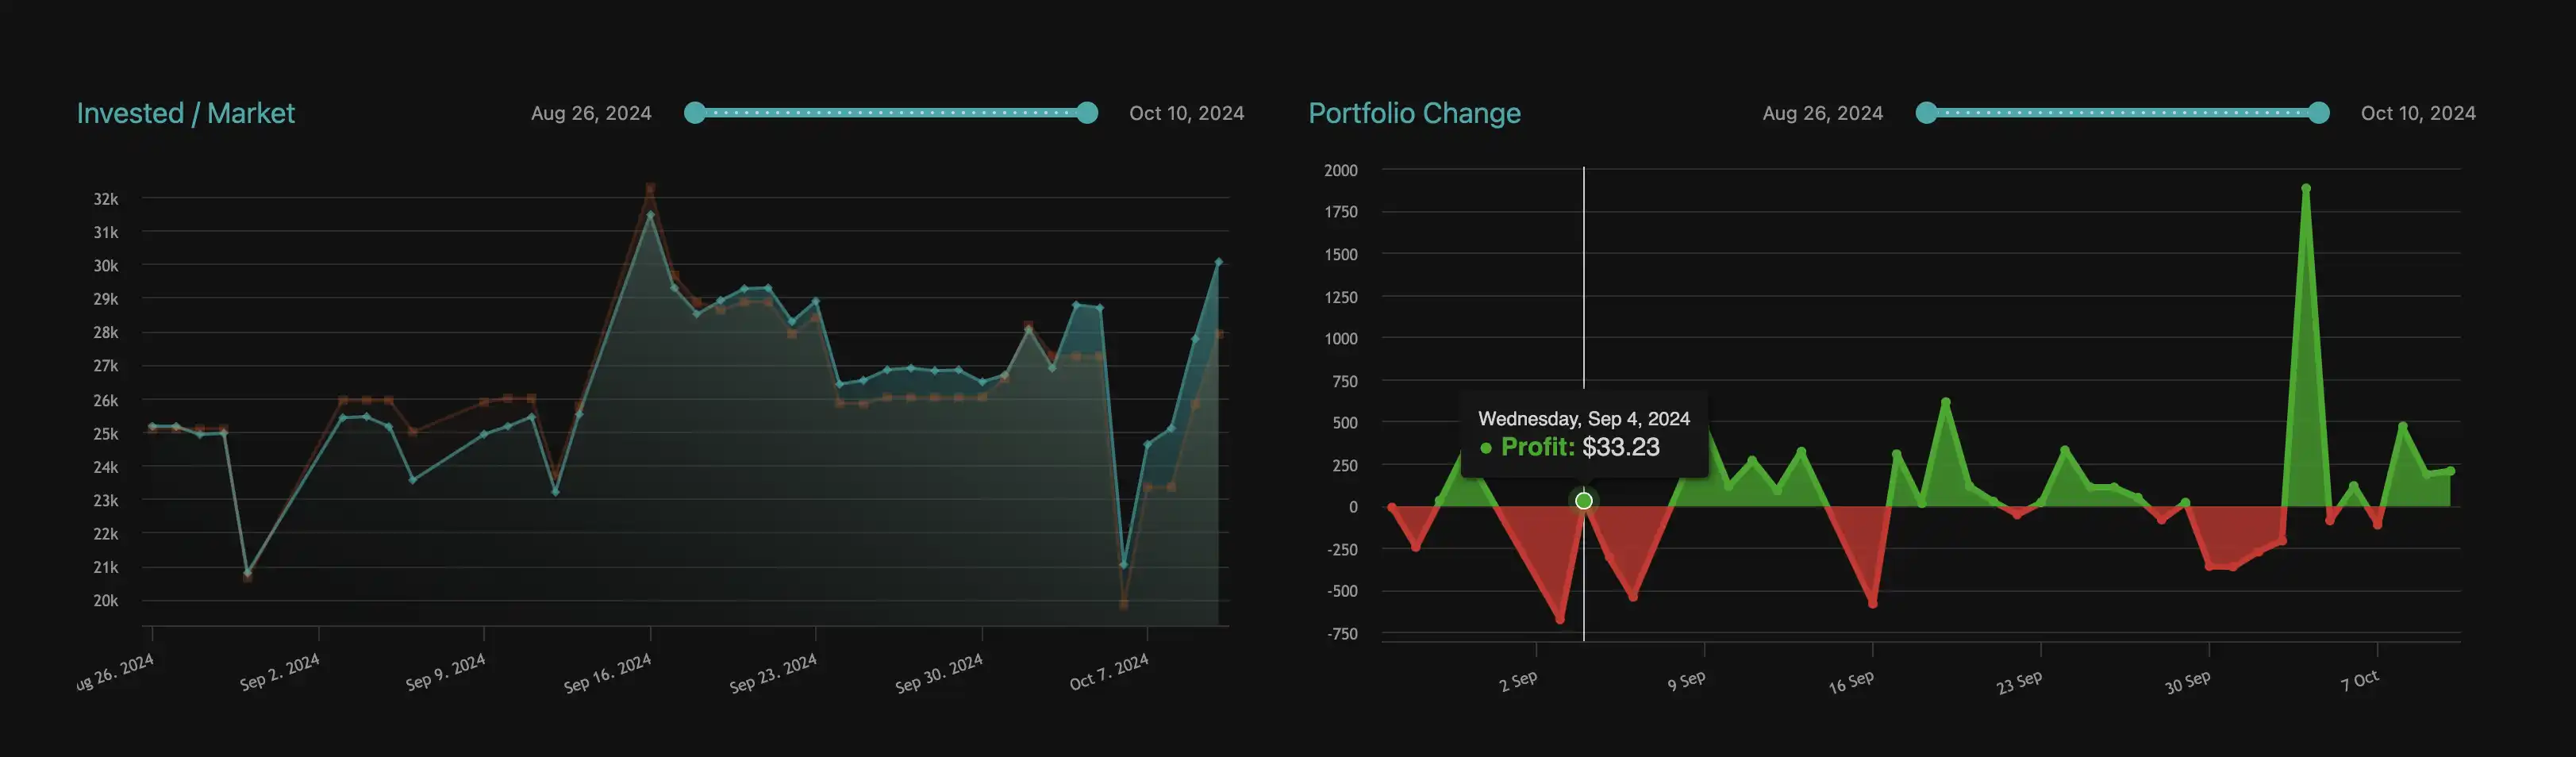 Invested / Market
Aug 26, 2024
Oct 10, 2024
32k
31k
30k
29k
28k
27k
26k
25k
24k
23k
22k
21k
20k
ug 26. 2024
Sep 2. 2024
Sep 9. 2024
Sep 16. 2024
Sep 23. 2024
Sep 30. 2024
Oct 7. 2024
Portfolio Change
Aug 26, 2024
Oct 10, 2024
2000
1750
1500
1250
1000
750
500
250
0
-250
-500
-750
Wednesday, Sep 4, 2024
Profit: $33.23
2 Sep
9 Sep
16 Sep
23 Sep
30 Sep
7 Oct